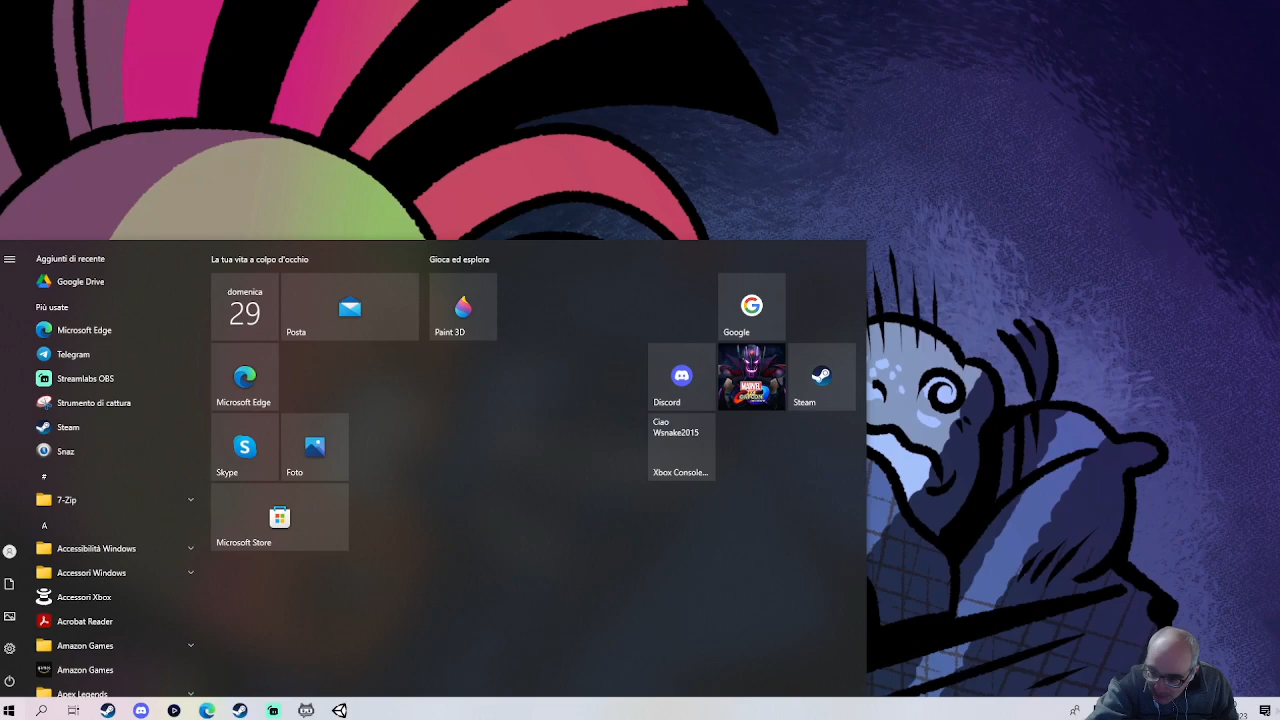 Aggiunti di recente
Google Drive
Più usate
Microsoft Edge
Telegram
Streamlabs OBS
Strumento di cattura
Steam
Snaz
#
7-Zip
A
Accessibilità Windows
Accessori Windows
Accessori Xbox
Acrobat Reader
Amazon Games
Amazon Games
Apex Legends
La tua vita a colpo d'occhio
domenica
29
Posta
Microsoft Edge
Skype
Foto
Microsoft Store
Gioca ed esplora
Paint 3D
Google
Discord
MARVEL
Steam
Ciao
Wsnake2015
Xbox Console...
23